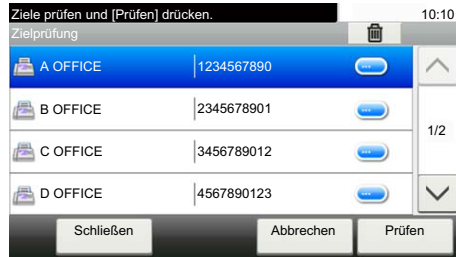 Ziele prüfen und [Prüfen] drücken. 10:10
Zielprüfung
A OFFICE 1234567890
B OFFICE 2345678901
1/2
C OFFICE 3456789012
D OFFICE 4567890123
Schließen Abbrechen Prüfen